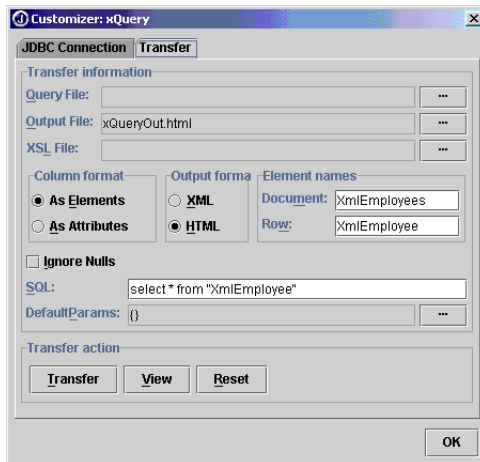 Customizer: xQuery
JDBC Connection Transfer
Transfer information
Query File: ...
Output File: xQueryOut.html ...
XSL File: ...
Column format Output forma Element names
As Elements XML Document: XmlEmployees
As Attributes HTML Row: XmlEmployee
Ignore Nulls
SQL: select * from "XmlEmployee"
DefaultParams: {} ...
Transfer action
Transfer View Reset
OK